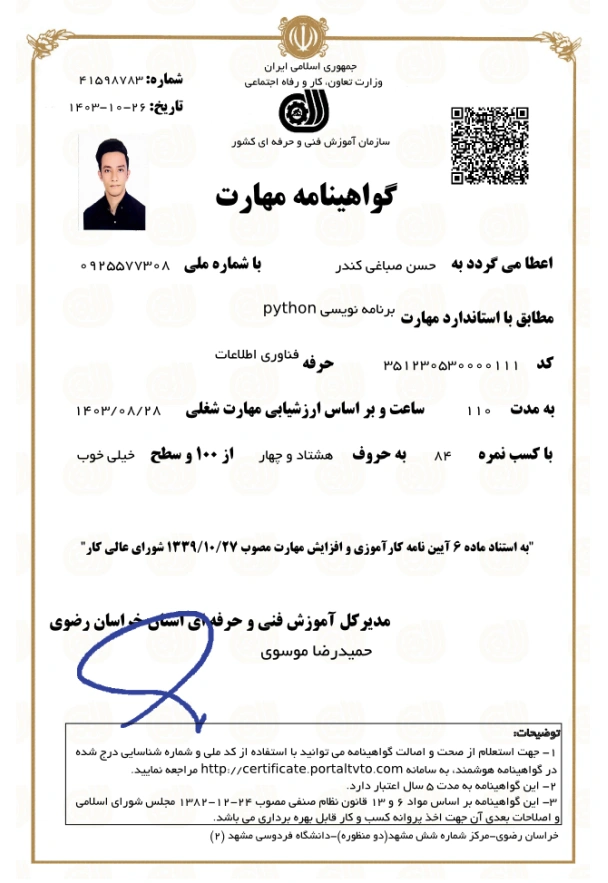 جمهوری اسلامی ایران
وزارت تعاون، کار و رفاه اجتماعی
سازمان آموزش فنی و حرفه ای کشور
شماره: ۴۱۵۹۸۷۸۳
تاریخ: ۱۴۰۳-۱۰-۲۶
گواهینامه مهارت
اعطا می گردد به حسن صباغی کندر با شماره ملی ۰۹۲۵۵۷۷۳۰۸
مطابق با استاندارد مهارت برنامه نویسی python
کد ۳۵۱۲۳۰۵۳۰۰۰۰۱۱۱ حرفه فناوری اطلاعات
به مدت ۱۱۰ ساعت و بر اساس ارزشیابی مهارت شغلی ۱۴۰۳/۰۸/۲۸
با کسب نمره ۸۴ به حروف هشتاد و چهار از ۱۰۰ و سطح خیلی خوب
"به استناد ماده ۶ آیین نامه کارآموزی و افزایش مهارت مصوب ۱۳۳۹/۱۰/۲۷ شورای عالی کار"
مدیرکل آموزش فنی و حرفه ای استان خراسان رضوی
حمیدرضا موسوی
توضیحات:
۱- جهت استعلام از صحت و اصالت گواهینامه می توانید با استفاده از کد ملی و شماره شناسایی درج شده
در گواهینامه هوشمند، به سامانه http://certificate.portaltvto.com مراجعه نمایید.
۲- این گواهینامه به مدت ۵ سال اعتبار دارد.
۳- این گواهینامه بر اساس مواد ۶ و ۱۳ قانون نظام صنفی مصوب ۲۴-۱۲-۱۳۸۲ مجلس شورای اسلامی
و اصلاحات بعدی آن جهت اخذ پروانه کسب و کار قابل بهره برداری می باشد.
خراسان رضوی-مرکز شماره شش مشهد(دو منظوره)-دانشگاه فردوسی مشهد (۲)